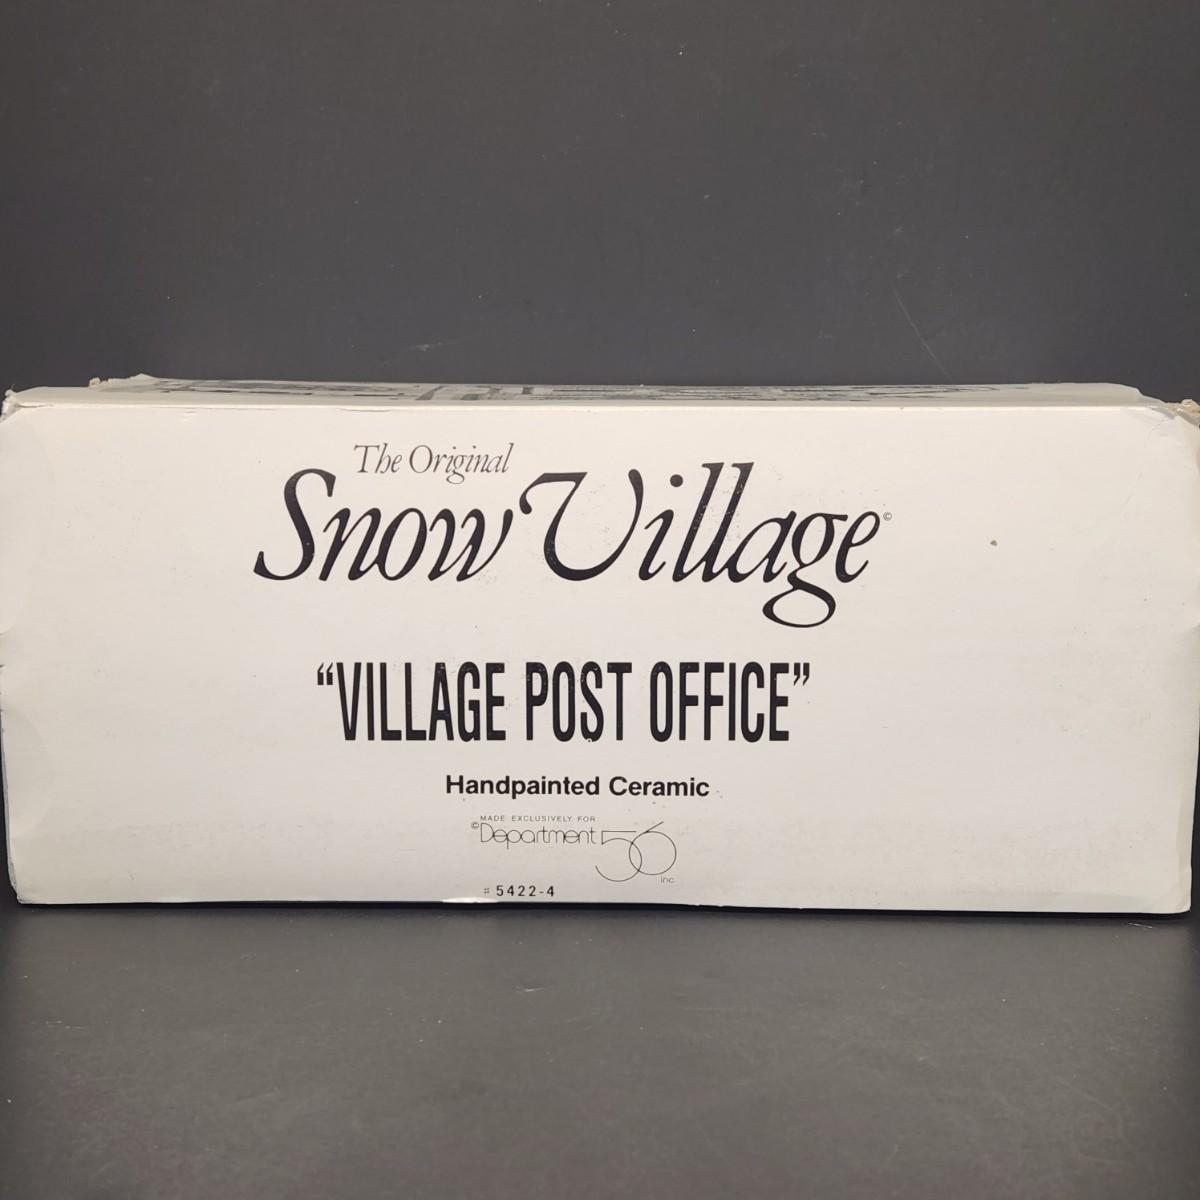 The Original
Snow Village©
“VILLAGE POST OFFICE”
Handpainted Ceramic
MADE EXCLUSIVELY FOR
©Department 56
inc.
#5422-4